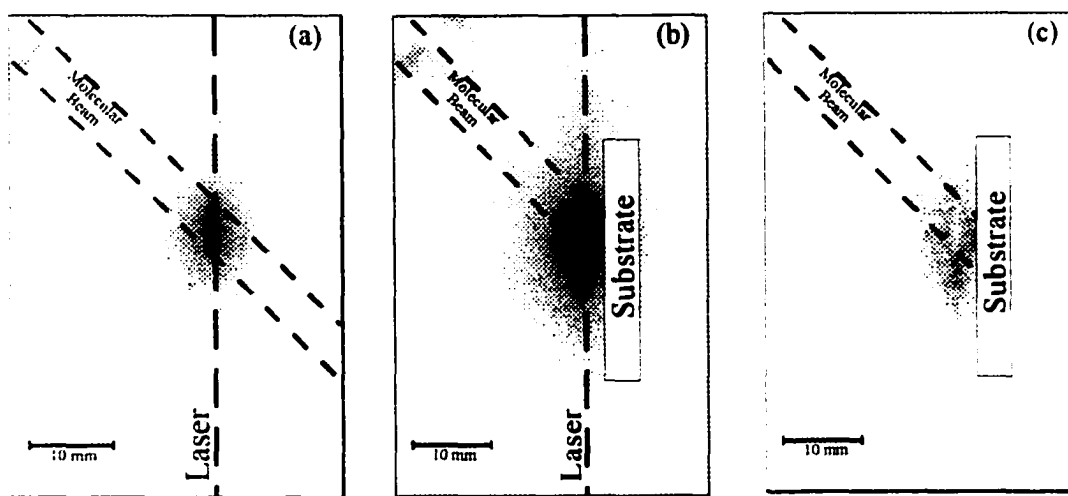 (a)
Molecular
Beam
Laser
10 mm
(b)
Molecular
Beam
Substrate
Laser
10 mm
(c)
Molecular
Beam
Substrate
10 mm